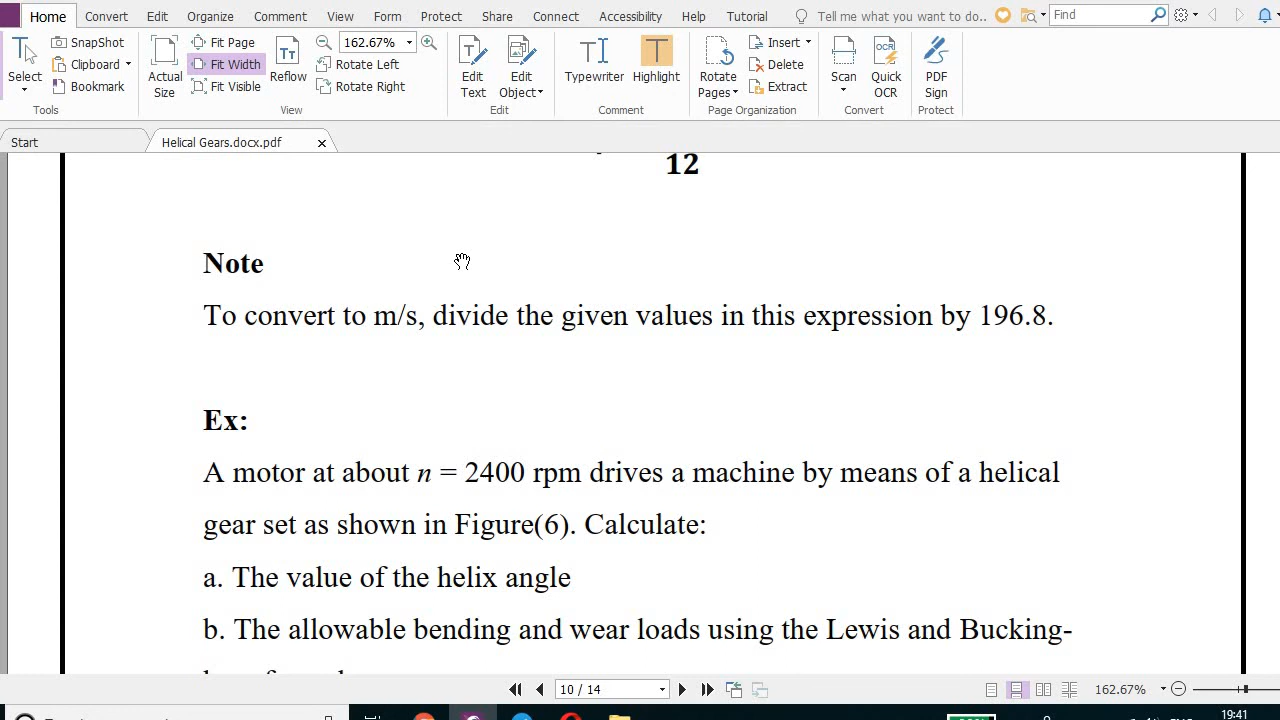 Home Convert Edit Organize Comment View Form Protect Share Connect Accessibility Help Tutorial Tell me what you want to do.. Find
Select
SnapShot
Clipboard
Bookmark
Tools
Actual Size
Fit Page
Fit Width
Fit Visible
Reflow
162.67%
Rotate Left
Rotate Right
View
Edit Text
Edit Object
Edit
Typewriter
Highlight
Comment
Rotate Pages
Insert
Delete
Extract
Page Organization
Scan
OCR
Quick OCR
Convert
PDF Sign
Protect
Start
Helical Gears.docx.pdf
12
Note
To convert to m/s, divide the given values in this expression by 196.8.
Ex:
A motor at about n = 2400 rpm drives a machine by means of a helical
gear set as shown in Figure(6). Calculate:
a. The value of the helix angle
b. The allowable bending and wear loads using the Lewis and Bucking-
10 / 14
162.67%
19:41